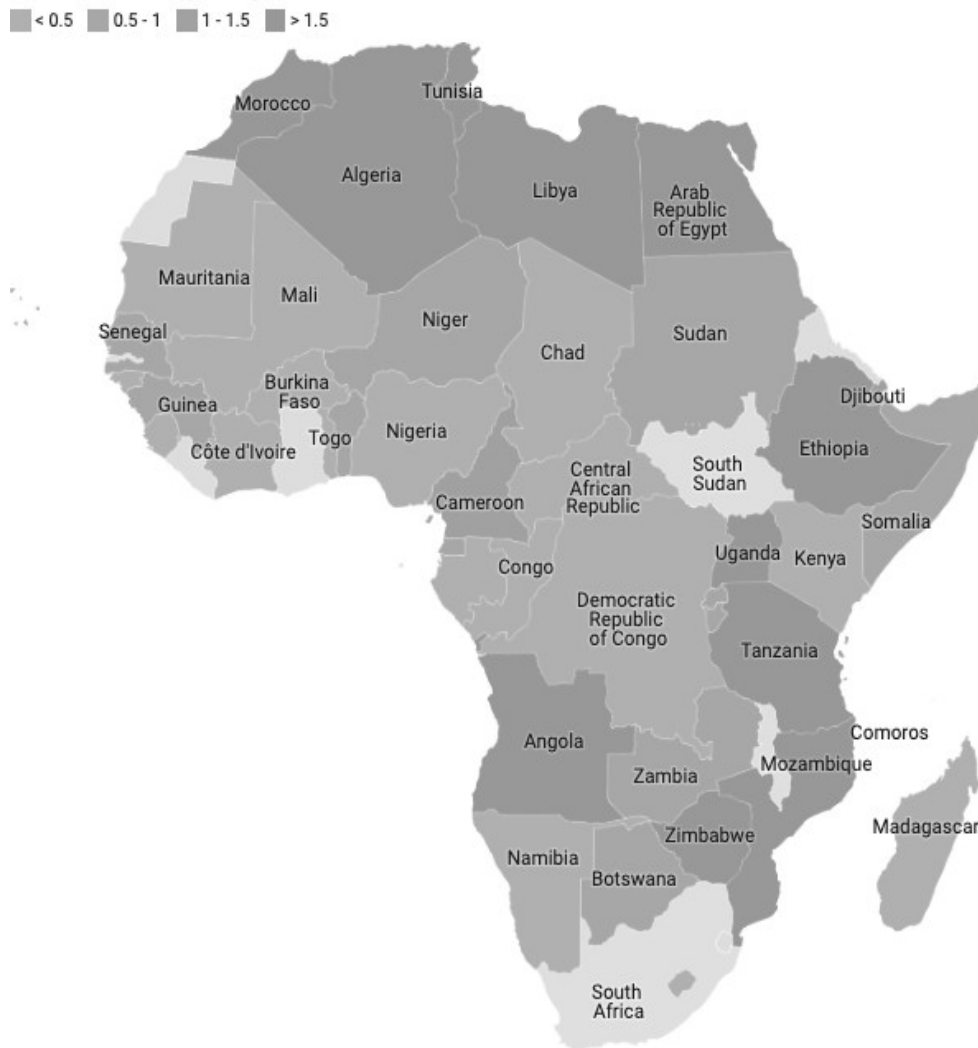 < 0.5 0.5 - 1 1 - 1.5 > 1.5
Tunisia
Morocco
Algeria
Libya
Arab
Republic
of Egypt
Mauritania
Mali
Niger
Chad
Sudan
Senegal
Burkina
Faso
Djibouti
Guinea
Togo
Nigeria
Côte d'Ivoire
Ethiopia
Central
African
Republic
South
Sudan
Cameroon
Somalia
Uganda
Kenya
Congo
Democratic
Republic
of Congo
Tanzania
Angola
Comoros
Mozambique
Zambia
Madagascar
Zimbabwe
Namibia
Botswana
South
Africa